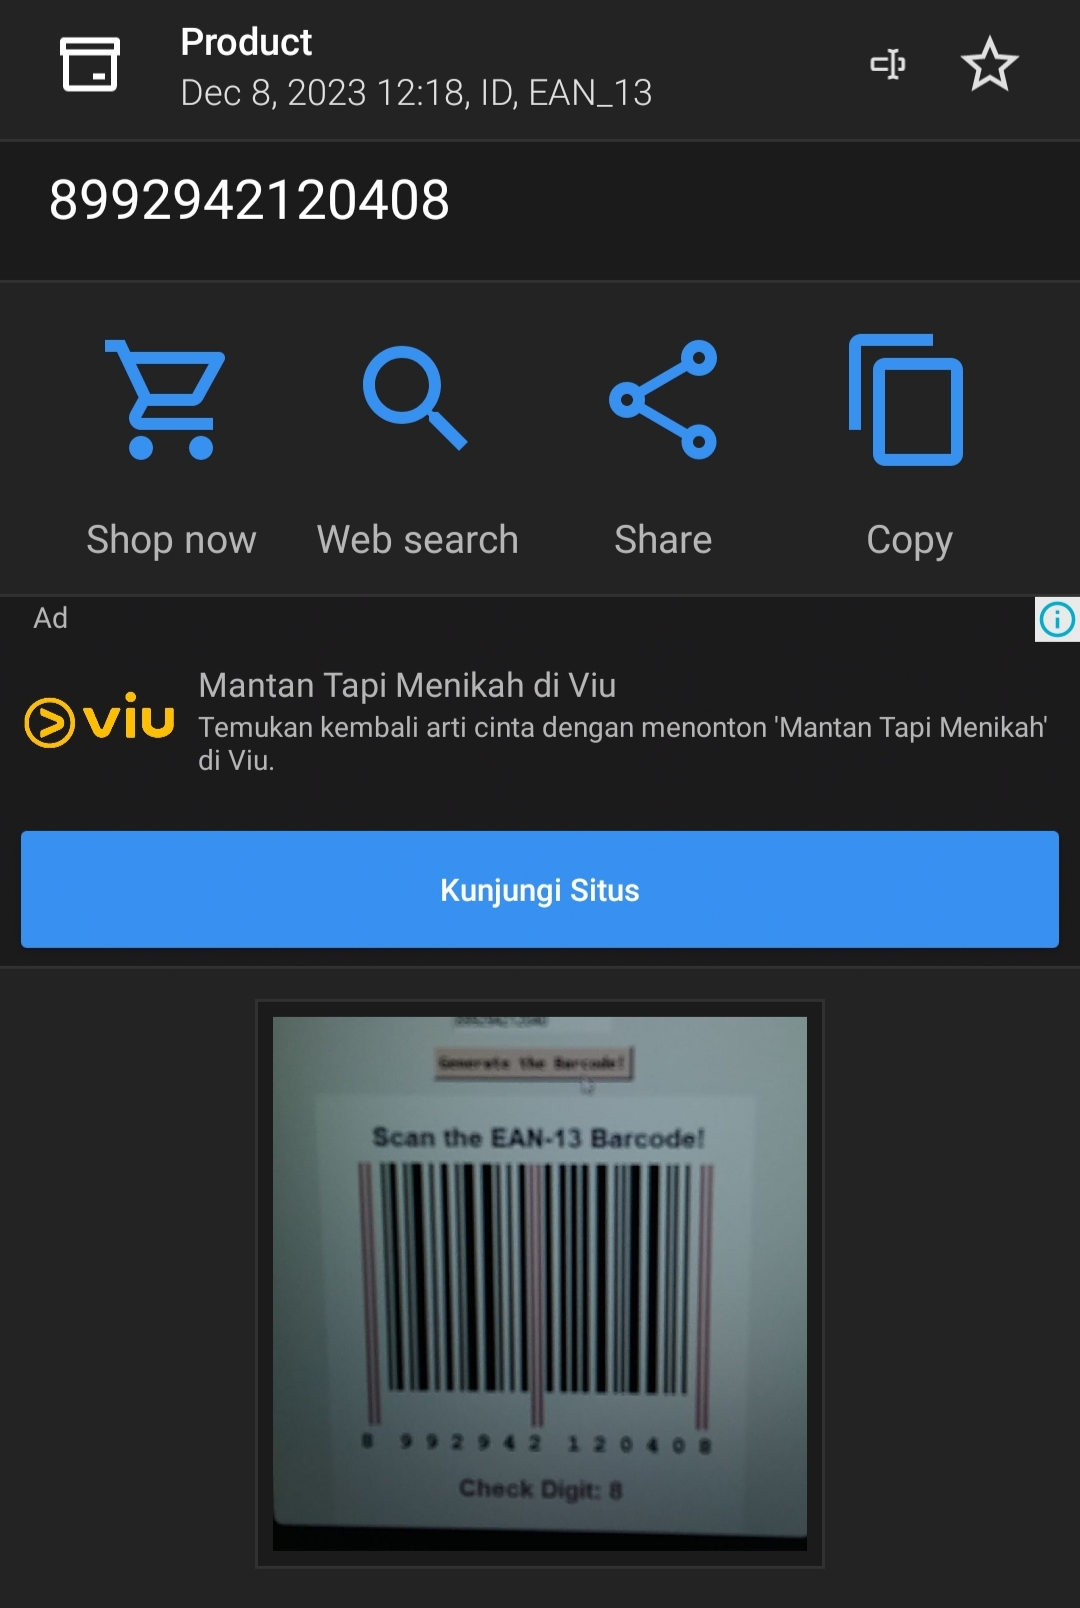 Product
Dec 8, 2023 12:18, ID, EAN_13
8992942120408
Shop now
Web search
Share
Copy
Ad
viu
Mantan Tapi Menikah di Viu
Temukan kembali arti cinta dengan menonton 'Mantan Tapi Menikah'
di Viu.
Kunjungi Situs
Generate the Barcode!
Scan the EAN-13 Barcode!
8 992942 120408
Check Digit: 8